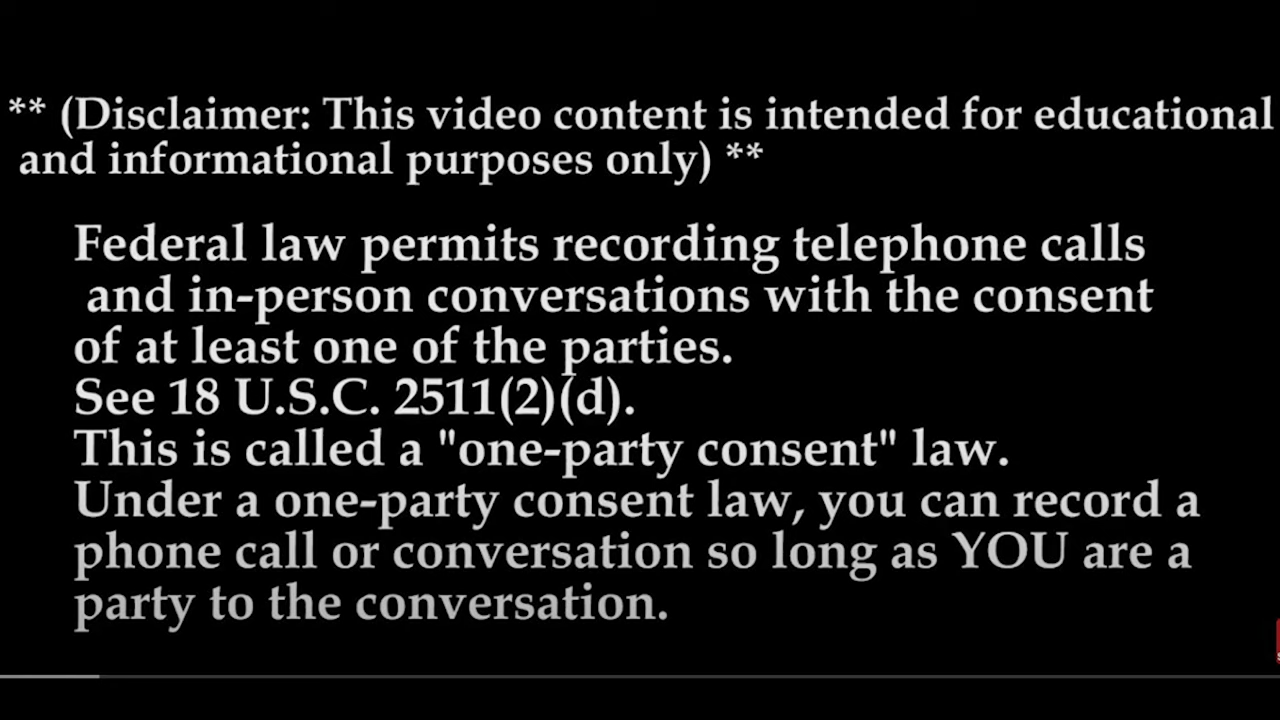 ** (Disclaimer: This video content is intended for educational
and informational purposes only) **
Federal law permits recording telephone calls
and in-person conversations with the consent
of at least one of the parties.
See 18 U.S.C. 2511(2)(d).
This is called a "one-party consent" law.
Under a one-party consent law, you can record a
phone call or conversation so long as YOU are a
party to the conversation.